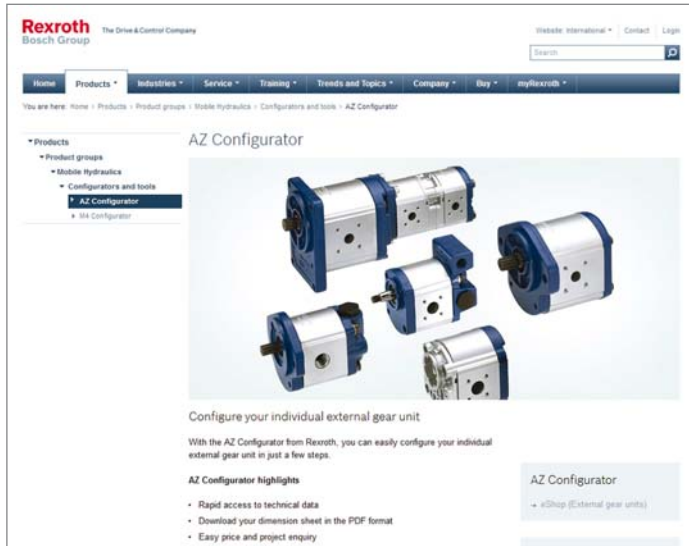 Rexroth
Bosch Group
The Drive & Control Company
Website: International
Contact
Login
Search
Home
Products
Industries
Service
Training
Trends and Topics
Company
Buy
myRexroth
You are here: Home > Products > Product groups > Mobile Hydraulics > Configurators and tools > AZ Configurator
Products
Product groups
Mobile Hydraulics
Configurators and tools
AZ Configurator
M4 Configurator
AZ Configurator
Configure your individual external gear unit
With the AZ Configurator from Rexroth, you can easily configure your individual
external gear unit in just a few steps.
AZ Configurator highlights
• Rapid access to technical data
• Download your dimension sheet in the PDF format
• Easy price and project enquiry
AZ Configurator
→ eShop (External gear units)